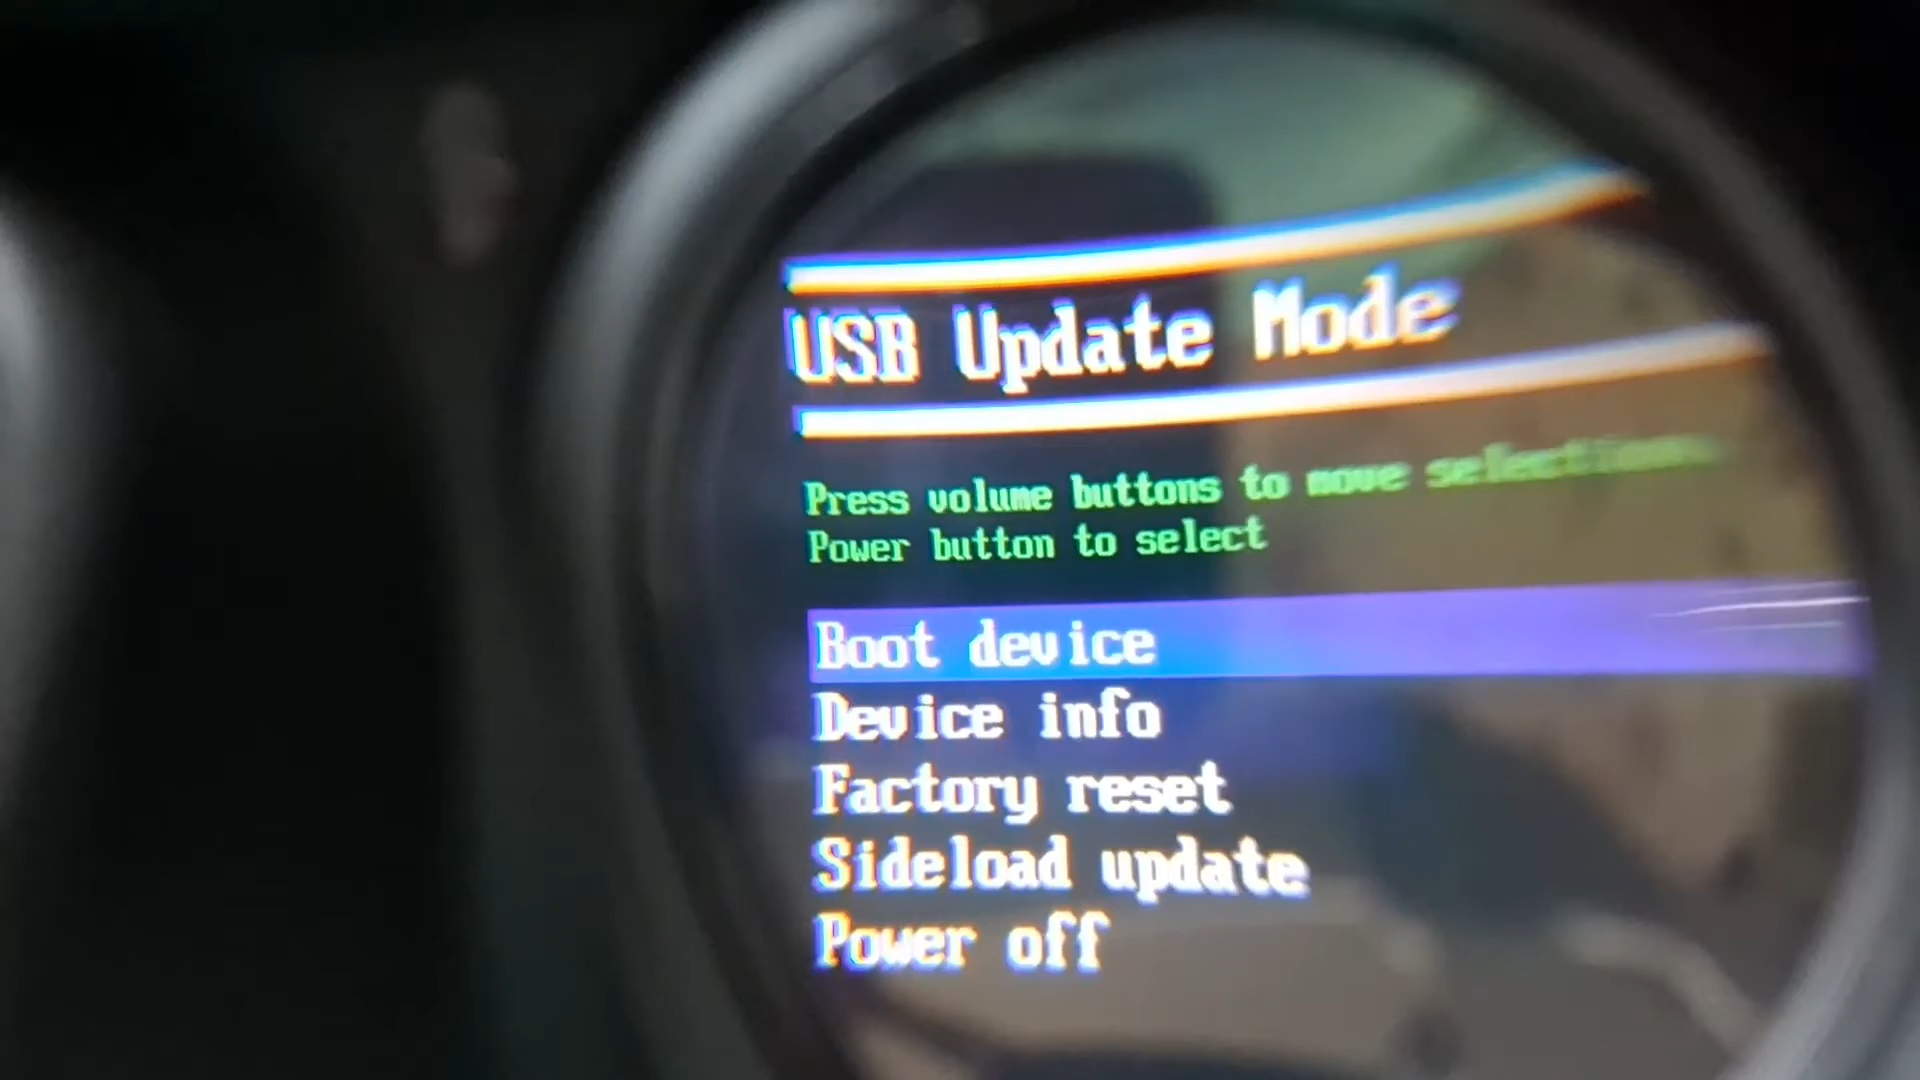 USB Update Mode
Press volume buttons to move selections.
Power button to select
Boot device
Device info
Factory reset
Sideload update
Power off